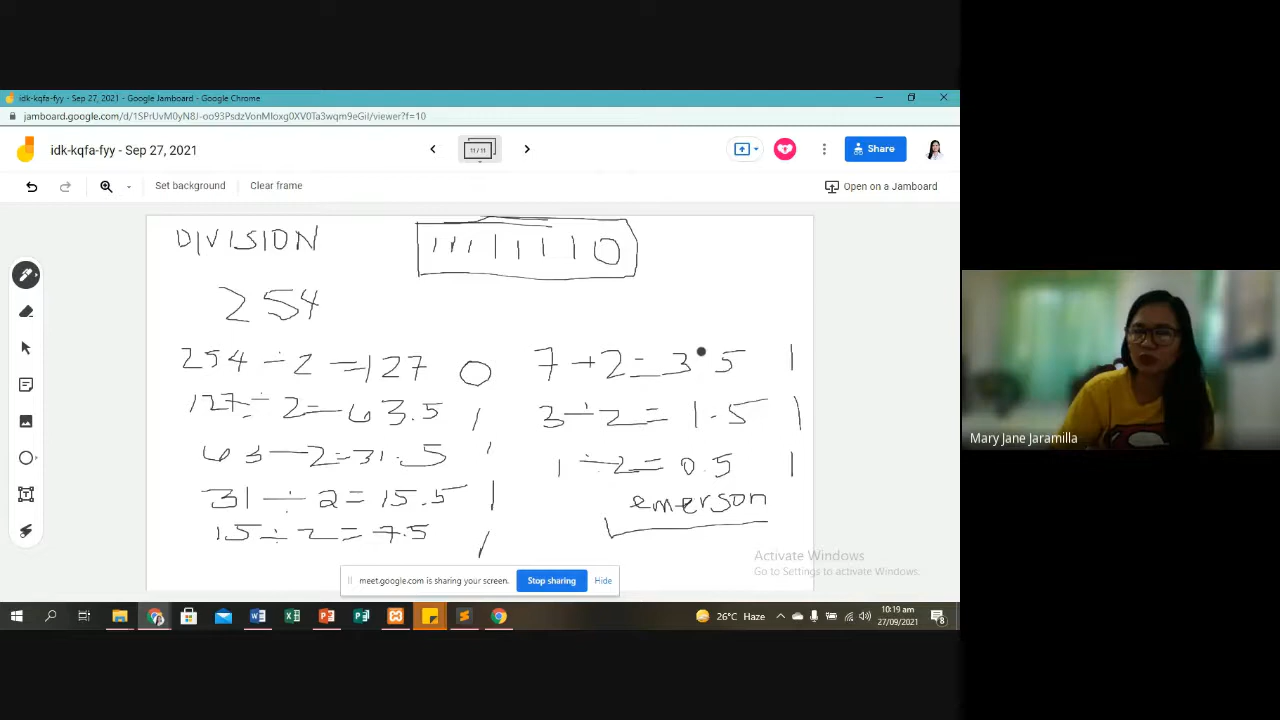 idk-kqfa-fyy - Sep 27, 2021 - Google Jamboard - Google Chrome
jamboard.google.com/d/1SPrUvM0yN8J-oo93PsdzVonMloxg0XV0Ta3wqm9eGiI/viewer?f=10
idk-kqfa-fyy - Sep 27, 2021
11/11
Share
Set background
Clear frame
Open on a Jamboard
DIVISION
11111110
254
254 ÷ 2 = 127 0
127 ÷ 2 = 63.5 1
63 − 2 = 31.5 1
31 ÷ 2 = 15.5 1
15 ÷ 2 = 7.5 1
7 ÷ 2 = 3.5 1
3 ÷ 2 = 1.5 1
1 ÷ 2 = 0.5 1
emerson
Mary Jane Jaramilla
Activate Windows
Go to Settings to activate Windows.
meet.google.com is sharing your screen.
Stop sharing
Hide
26°C Haze
10:19 am
27/09/2021
8